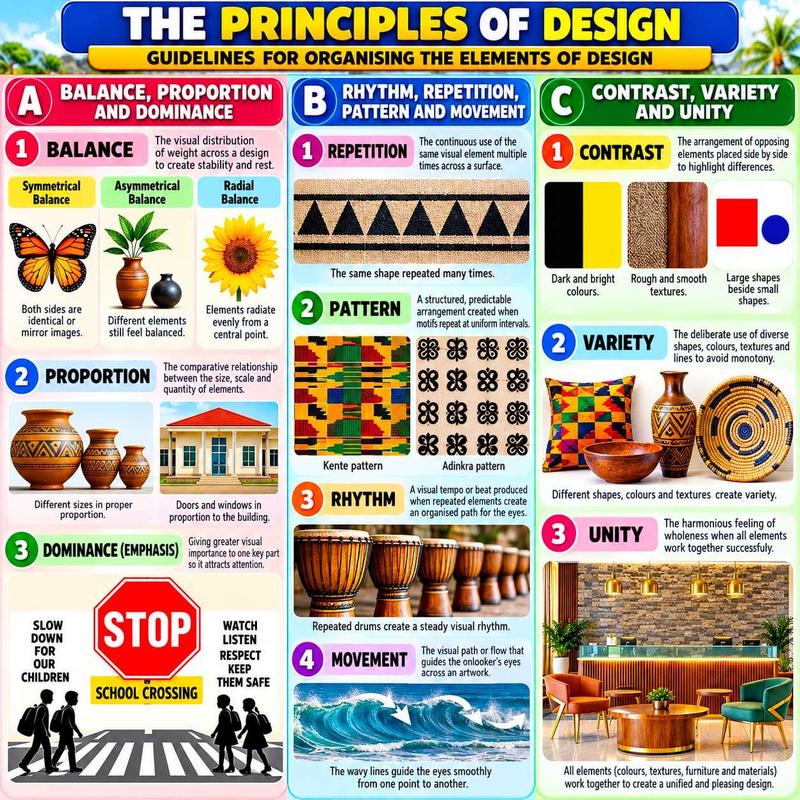 THE PRINCIPLES OF DESIGN
GUIDELINES FOR ORGANISING THE ELEMENTS OF DESIGN
A
BALANCE, PROPORTION
AND DOMINANCE
1
BALANCE
The visual distribution
of weight across a design
to create stability and rest.
Symmetrical
Balance
Both sides are
identical or
mirror images.
Asymmetrical
Balance
Different elements
still feel balanced.
Radial
Balance
Elements radiate
evenly from a
central point.
2
PROPORTION
The comparative relationship
between the size, scale and
quantity of elements.
Different sizes in proper
proportion.
Doors and windows in
proportion to the building.
3
DOMINANCE (EMPHASIS)
Giving greater visual
importance to one key part
so it attracts attention.
SLOW
DOWN
FOR
OUR
CHILDREN
STOP
SCHOOL CROSSING
WATCH
LISTEN
RESPECT
KEEP
THEM SAFE
B
RHYTHM, REPETITION,
PATTERN AND MOVEMENT
1
REPETITION
The continuous use of the
same visual element multiple
times across a surface.
The same shape repeated many times.
2
PATTERN
A structured, predictable
arrangement created when
motifs repeat at uniform intervals.
Kente pattern
Adinkra pattern
3
RHYTHM
A visual tempo or beat produced
when repeated elements create
an organised path for the eyes.
Repeated drums create a steady visual rhythm.
4
MOVEMENT
The visual path or flow that
guides the onlooker's eyes
across an artwork.
The wavy lines guide the eyes smoothly
from one point to another.
C
CONTRAST, VARIETY
AND UNITY
1
CONTRAST
The arrangement of opposing
elements placed side by side
to highlight differences.
Dark and bright
colours.
Rough and smooth
textures.
Large shapes
beside small
shapes.
2
VARIETY
The deliberate use of diverse
shapes, colours, textures and
lines to avoid monotony.
Different shapes, colours and textures create variety.
3
UNITY
The harmonious feeling of
wholeness when all elements
work together successfuly.
All elements (colours, textures, furniture and materials)
work together to create a unified and pleasing design.